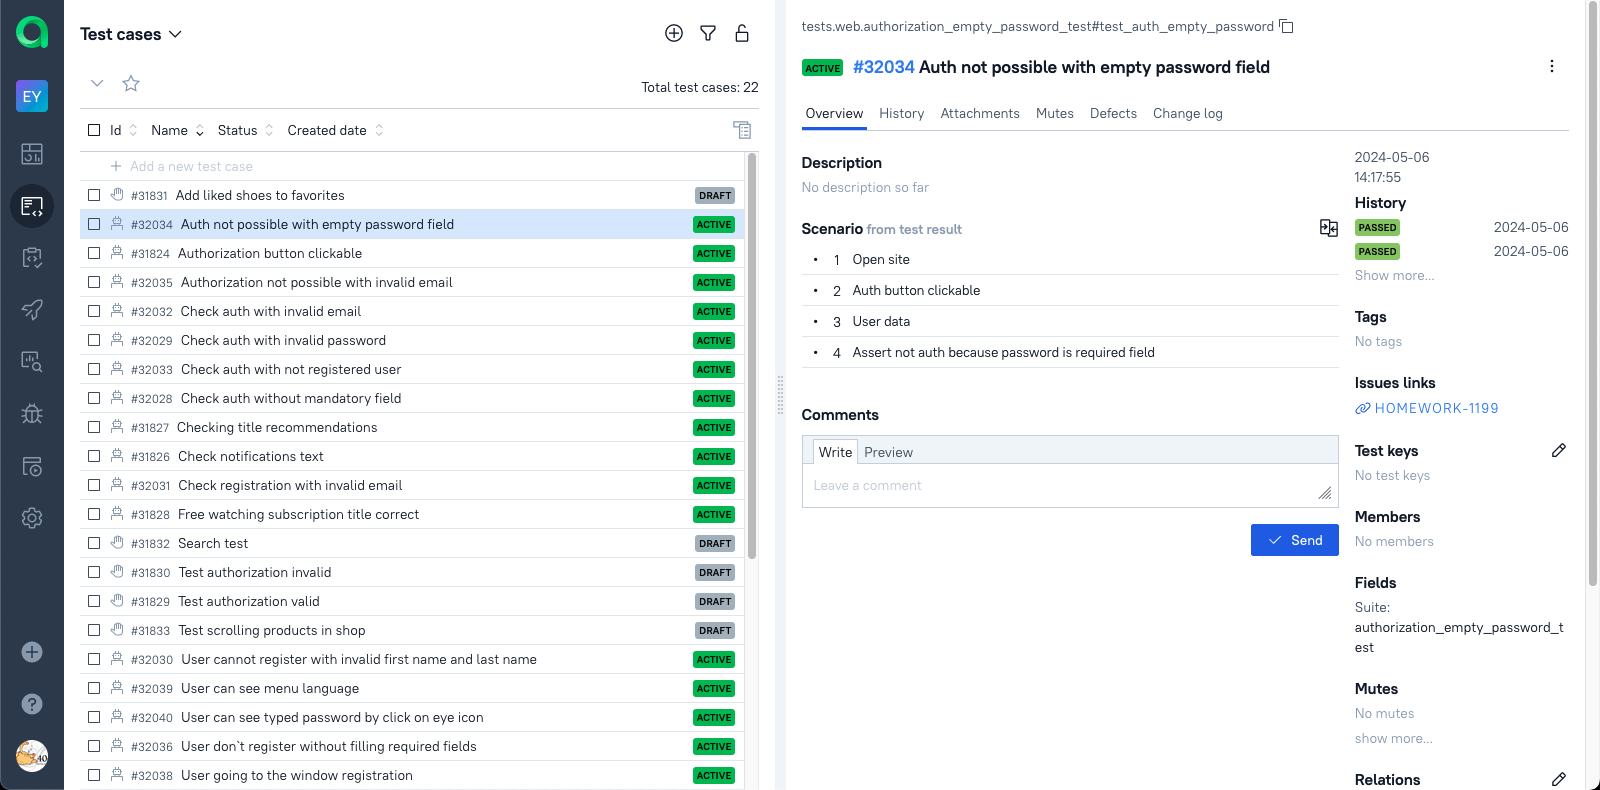 EY
Test cases
Total test cases: 22
Id Name Status Created date
Add a new test case
#31831 Add liked shoes to favorites DRAFT
#32034 Auth not possible with empty password field ACTIVE
#31824 Authorization button clickable ACTIVE
#32035 Authorization not possible with invalid email ACTIVE
#32032 Check auth with invalid email ACTIVE
#32029 Check auth with invalid password ACTIVE
#32033 Check auth with not registered user ACTIVE
#32028 Check auth without mandatory field ACTIVE
#31827 Checking title recommendations ACTIVE
#31826 Check notifications text ACTIVE
#32031 Check registration with invalid email ACTIVE
#31828 Free watching subscription title correct ACTIVE
#31832 Search test DRAFT
#31830 Test authorization invalid DRAFT
#31829 Test authorization valid DRAFT
#31833 Test scrolling products in shop DRAFT
#32030 User cannot register with invalid first name and last name ACTIVE
#32039 User can see menu language ACTIVE
#32040 User can see typed password by click on eye icon ACTIVE
#32036 User don`t register without filling required fields ACTIVE
#32038 User going to the window registration ACTIVE
tests.web.authorization_empty_password_test#test_auth_empty_password
ACTIVE #32034 Auth not possible with empty password field
Overview History Attachments Mutes Defects Change log
Description
No description so far
Scenario from test result
• 1 Open site
• 2 Auth button clickable
• 3 User data
• 4 Assert not auth because password is required field
Comments
Write Preview
Leave a comment
Send
2024-05-06
14:17:55
History
PASSED 2024-05-06
PASSED 2024-05-06
Show more...
Tags
No tags
Issues links
HOMEWORK-1199
Test keys
No test keys
Members
No members
Fields
Suite:
authorization_empty_password_t
est
Mutes
No mutes
show more...
Relations